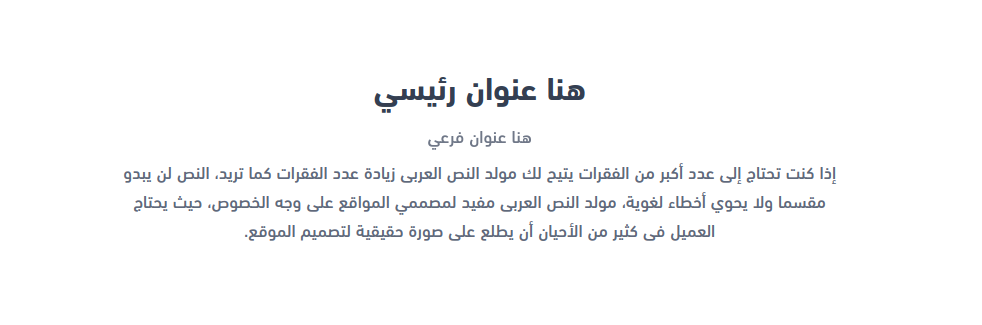 هنا عنوان رئيسي
هنا عنوان فرعي
إذا كنت تحتاج إلى عدد أكبر من الفقرات يتيح لك مولد النص العربى زيادة عدد الفقرات كما تريد، النص لن يبدو
مقسما ولا يحوي أخطاء لغوية، مولد النص العربى مفيد لمصممي المواقع على وجه الخصوص، حيث يحتاج
العميل فى كثير من الأحيان أن يطلع على صورة حقيقية لتصميم الموقع.